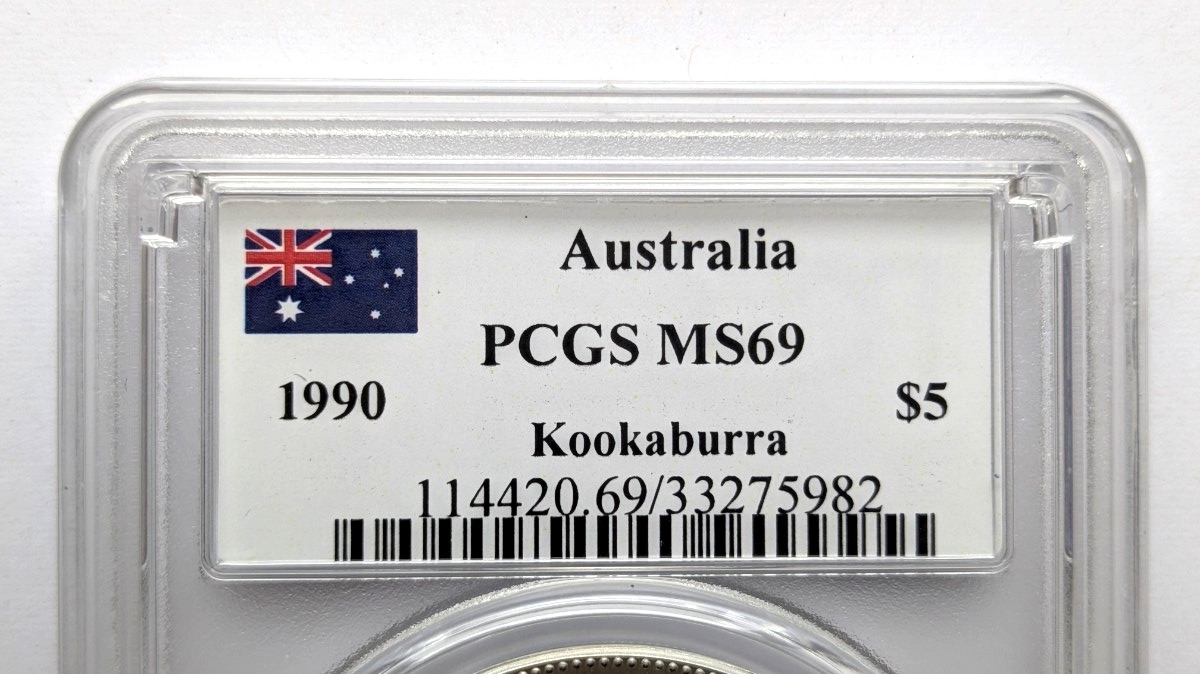 Australia
PCGS MS69
1990 $5
Kookaburra
114420.69/33275982